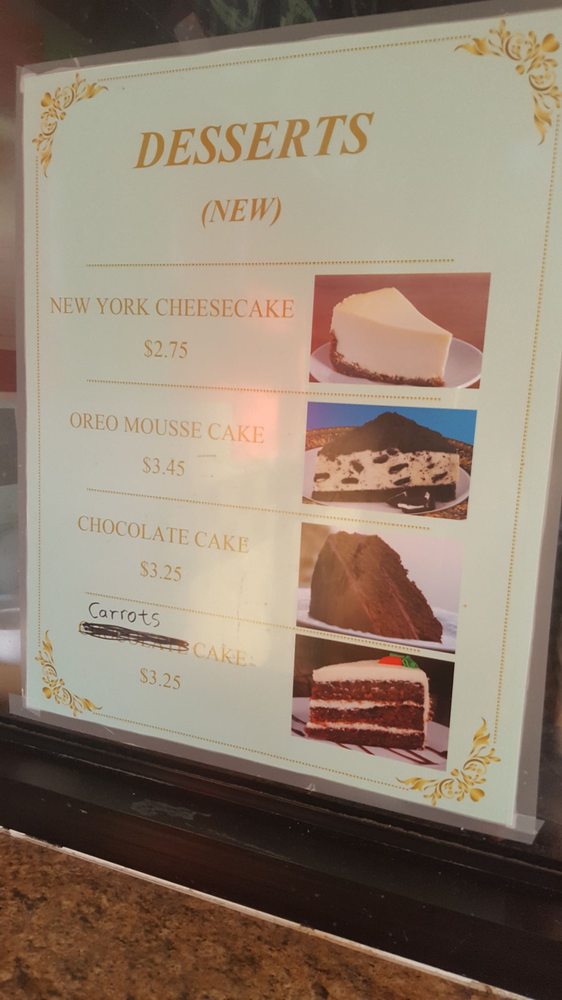 DESSERTS
(NEW)
NEW YORK CHEESECAKE
$2.75
OREO MOUSSE CAKE
$3.45
CHOCOLATE CAKE
$3.25
Carrots
CAKE
$3.25